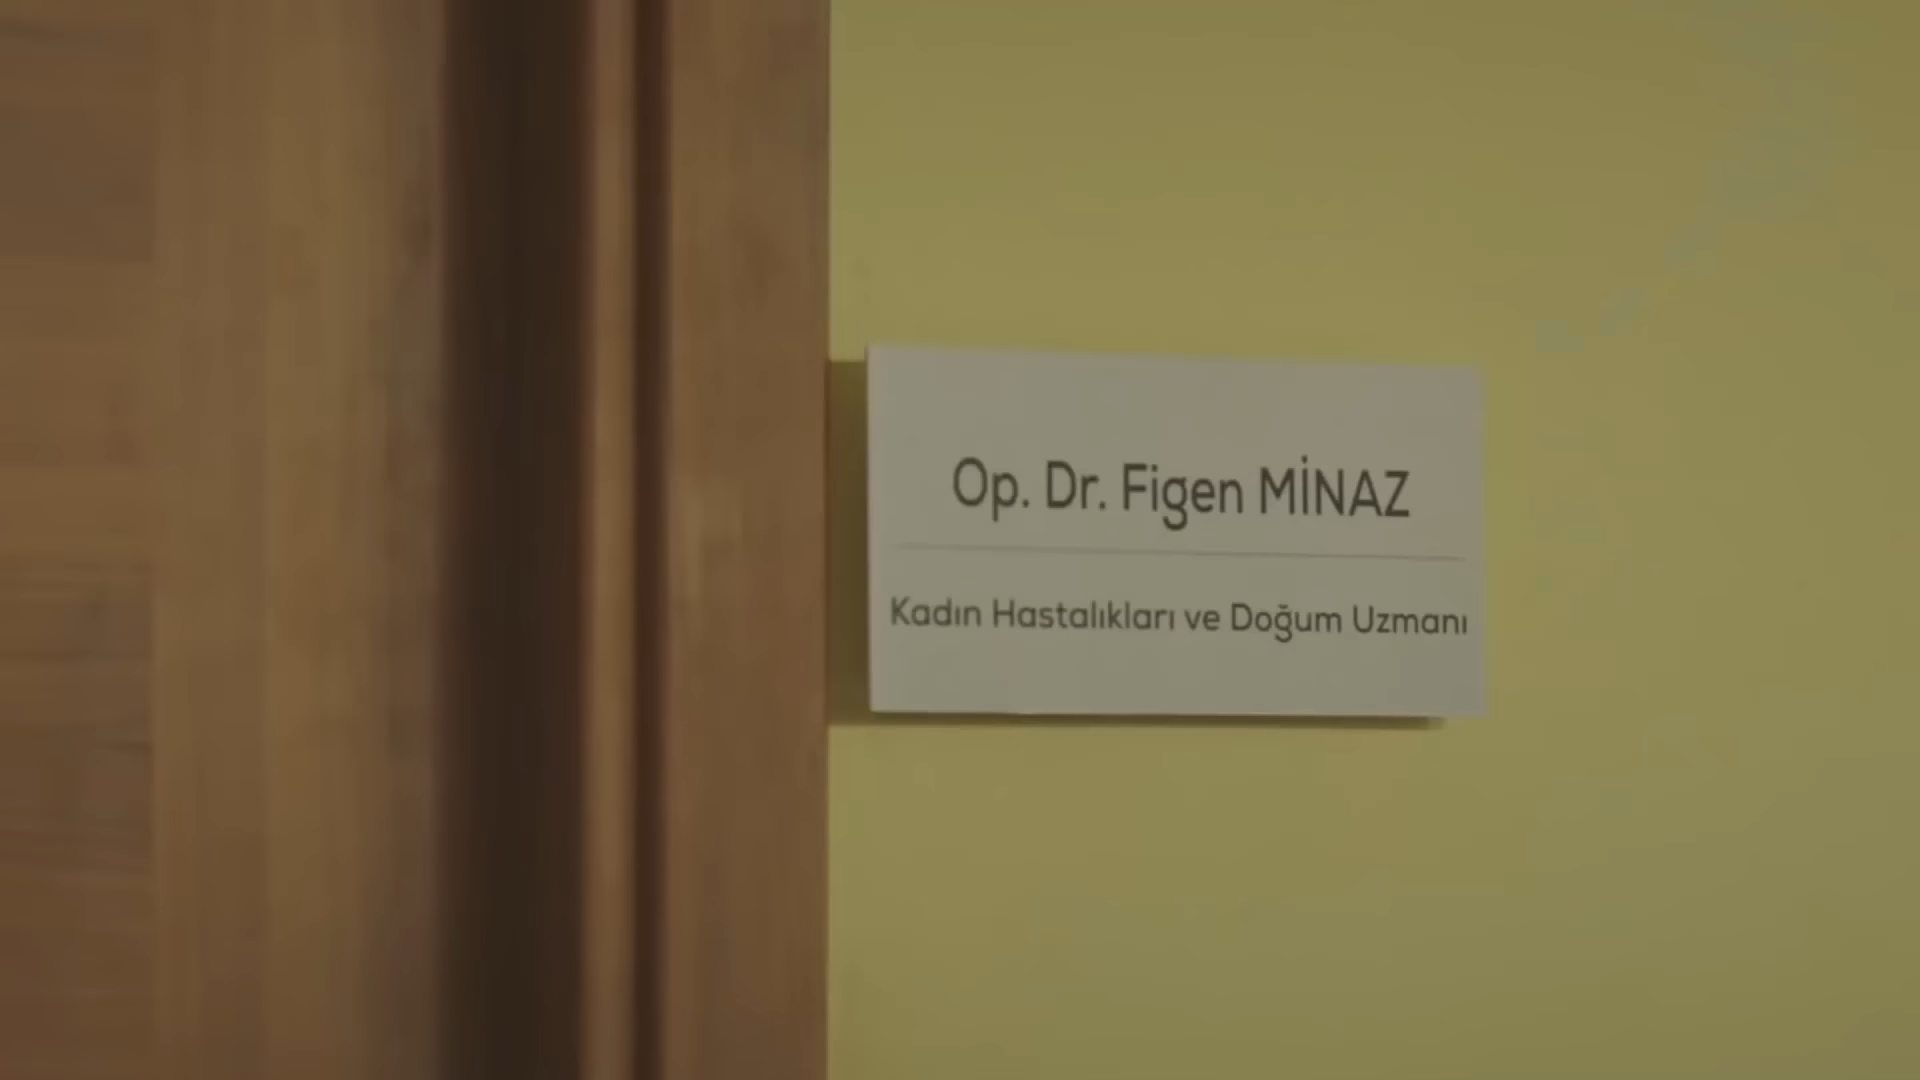 Op. Dr. Figen MİNAZ
Kadın Hastalıkları ve Doğum Uzmanı